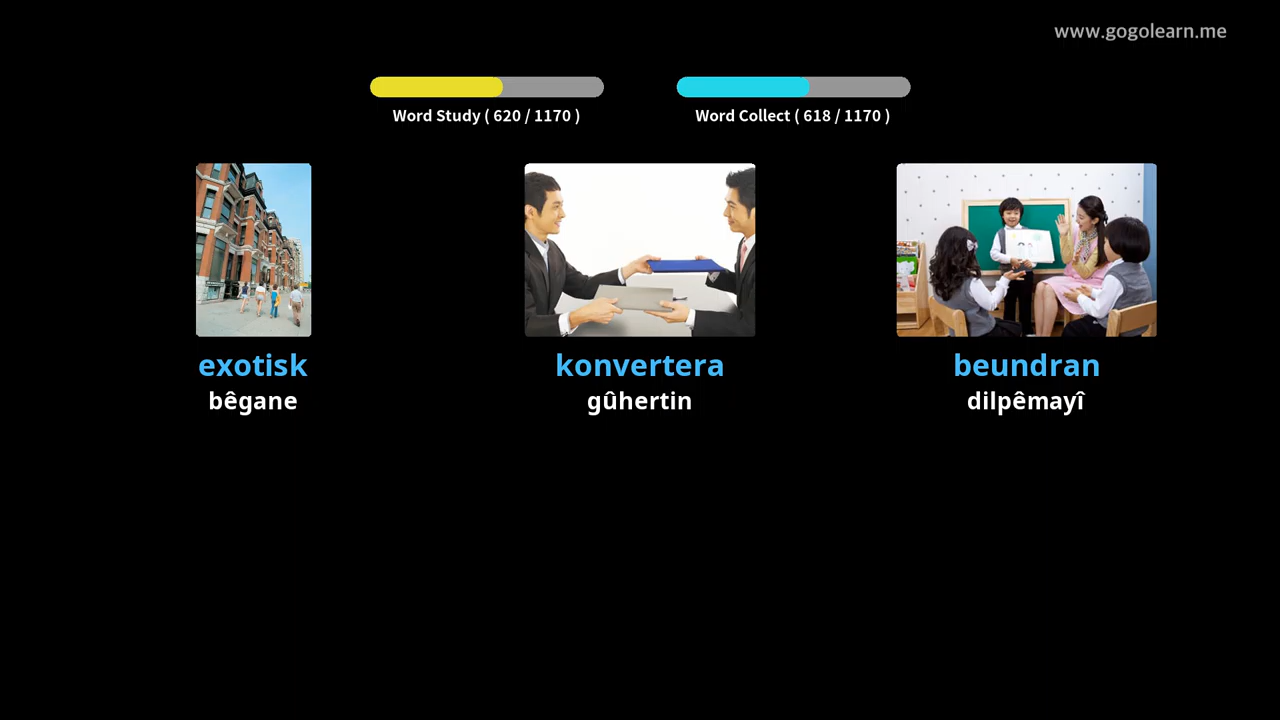 www.gogolearn.me
Word Study ( 620 / 1170 )
Word Collect ( 618 / 1170 )
exotisk
bêgane
konvertera
gûhertin
beundran
dilpêmayî